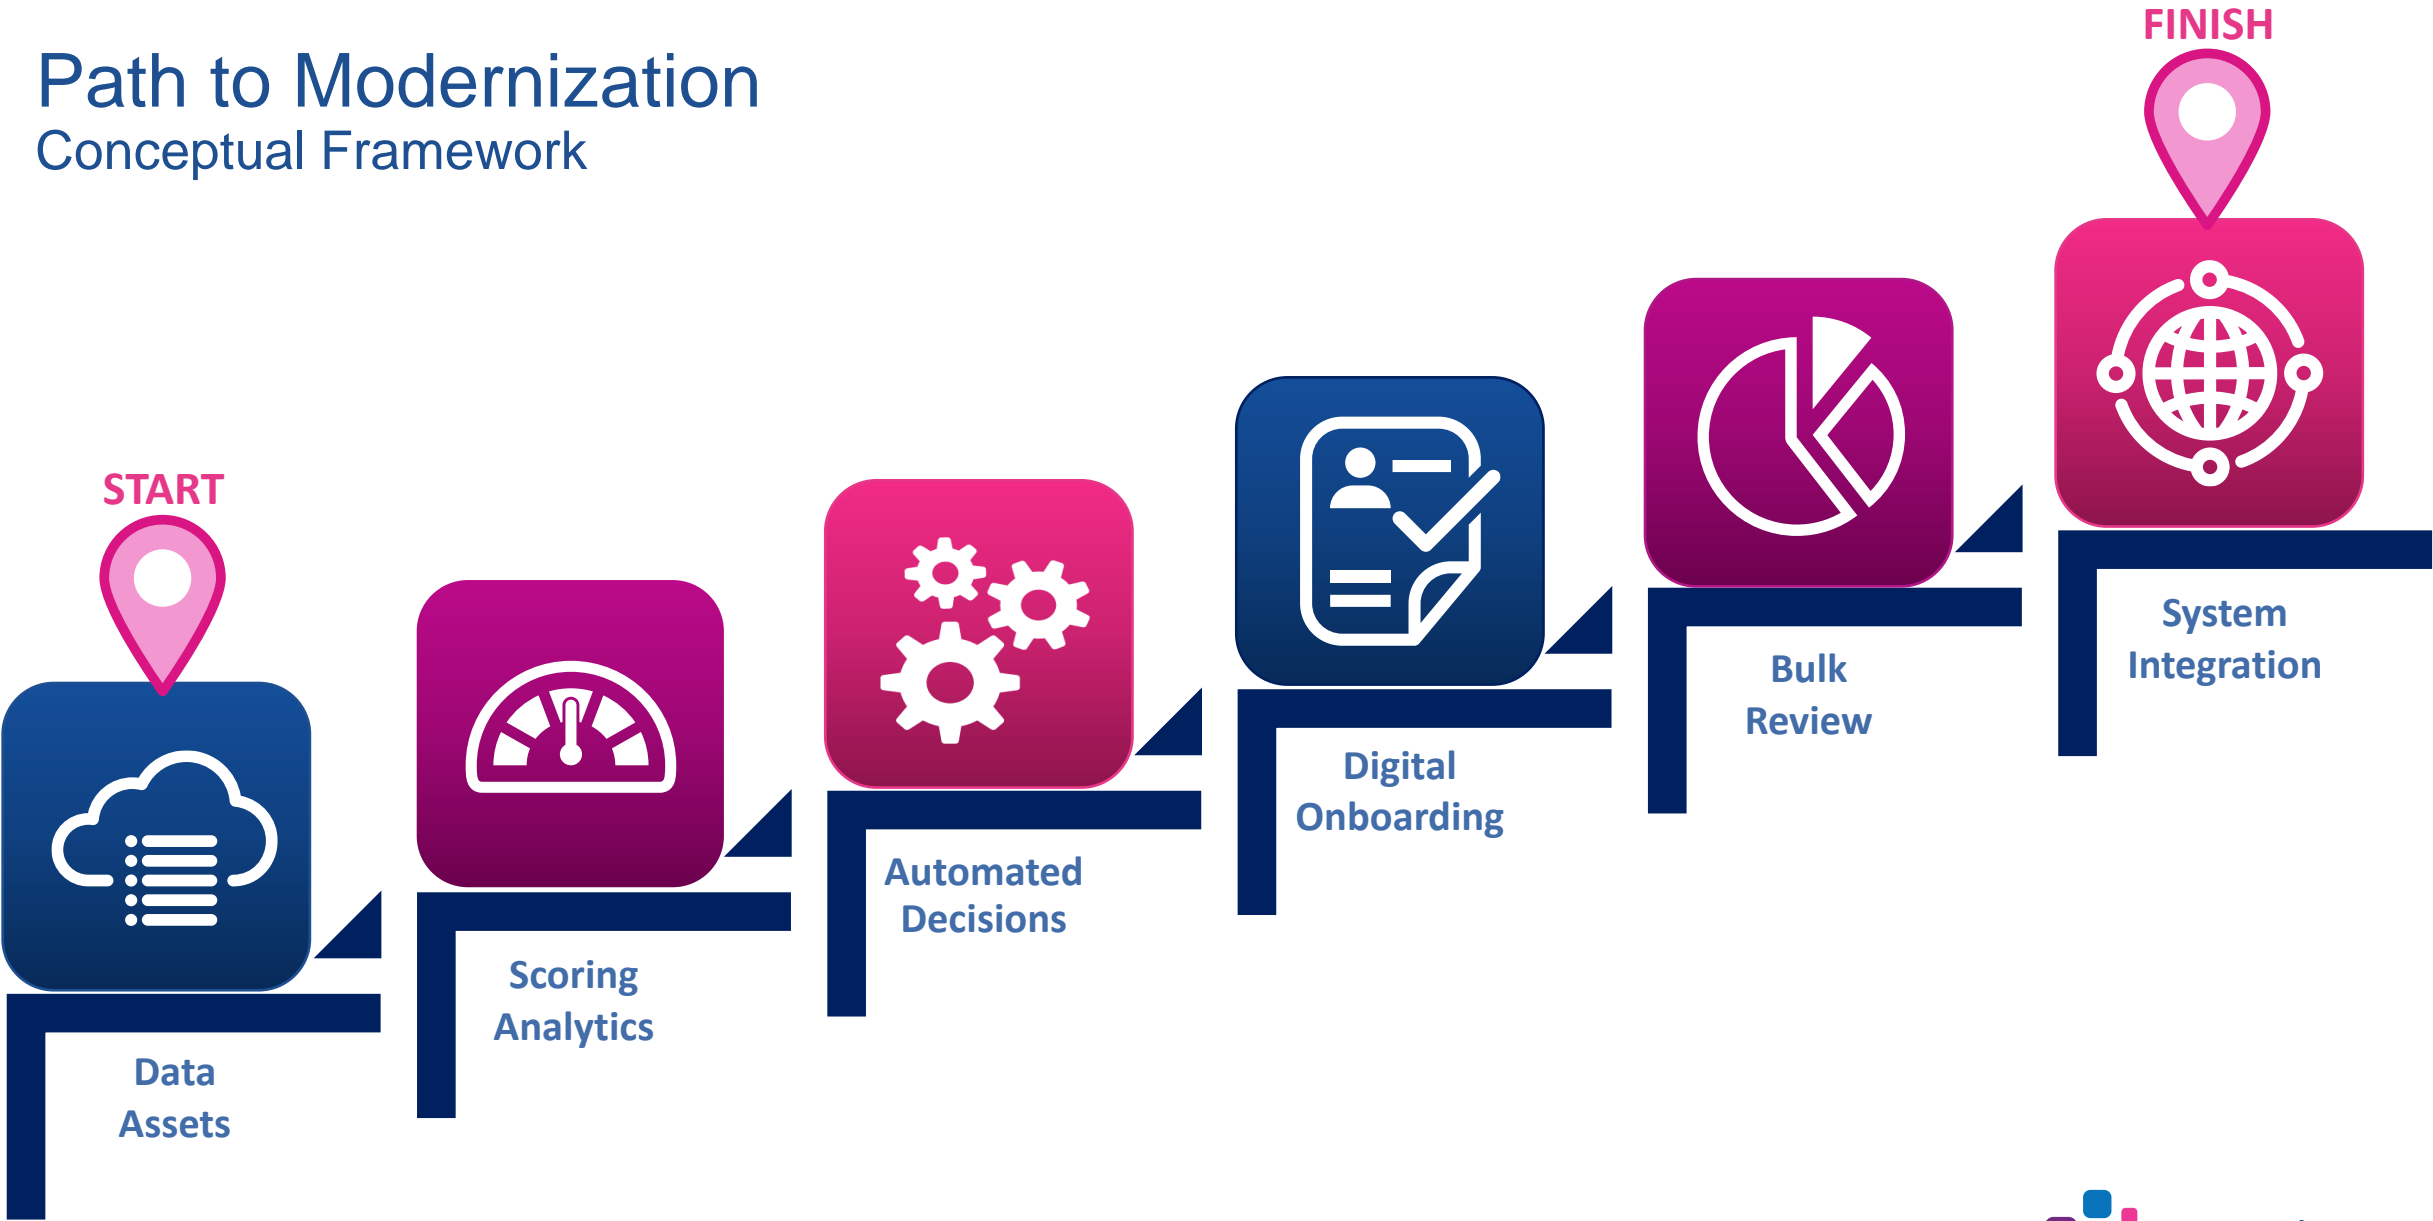 Path to Modernization
Conceptual Framework
START
FINISH
Data
Assets
Scoring
Analytics
Automated
Decisions
Digital
Onboarding
Bulk
Review
System
Integration